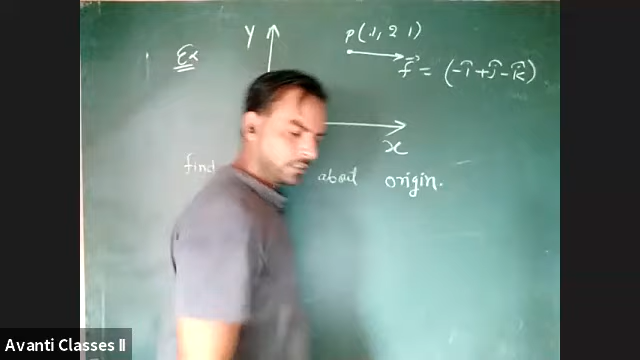 Ex
Y
P(1, 2 1)
f⃗ = (-î+ĵ-k̂)
x
find about origin.
Avanti Classes II